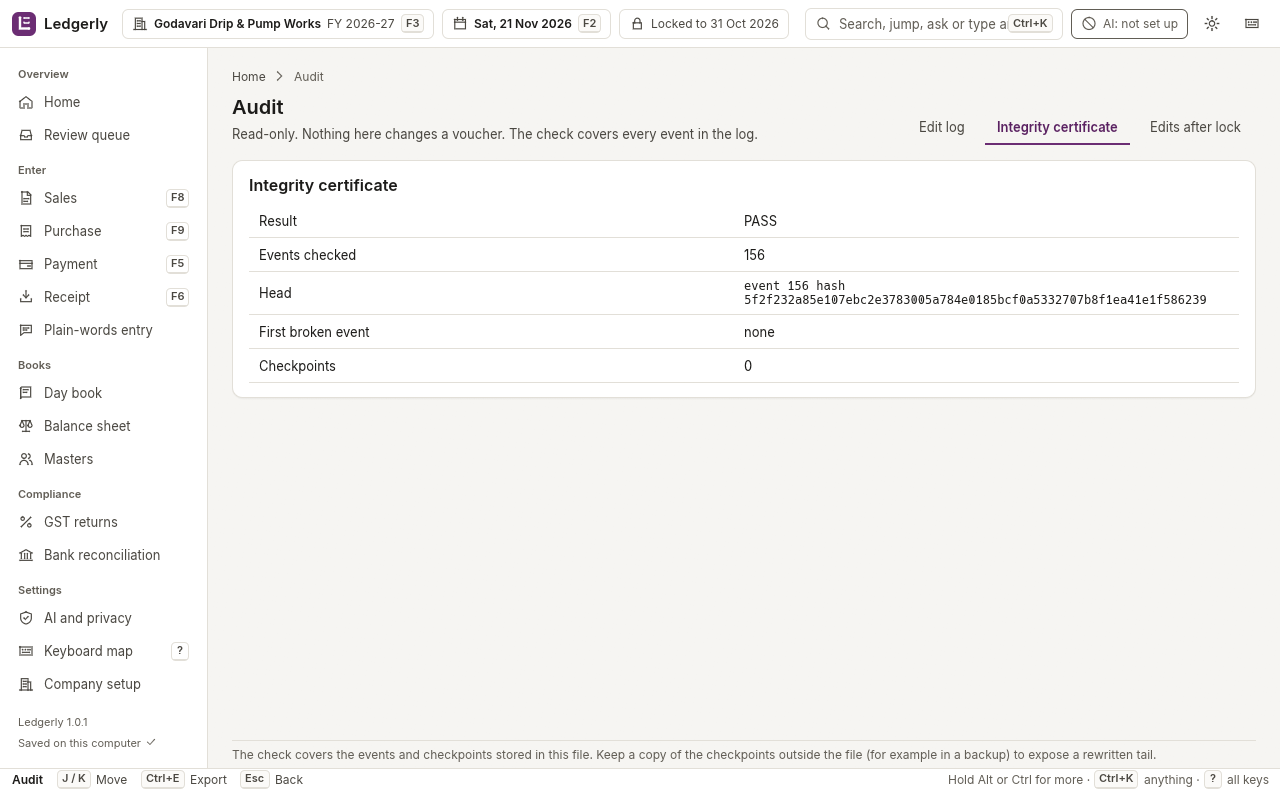 Ledgerly
Godavari Drip & Pump Works FY 2026-27 F3
Sat, 21 Nov 2026 F2
Locked to 31 Oct 2026
Search, jump, ask or type a Ctrl+K
AI: not set up
Overview
Home
Review queue
Enter
Sales F8
Purchase F9
Payment F5
Receipt F6
Plain-words entry
Books
Day book
Balance sheet
Masters
Compliance
GST returns
Bank reconciliation
Settings
AI and privacy
Keyboard map ?
Company setup
Ledgerly 1.0.1
Saved on this computer
Home Audit
Audit
Read-only. Nothing here changes a voucher. The check covers every event in the log.
Edit log Integrity certificate Edits after lock
Integrity certificate
Result PASS
Events checked 156
Head event 156 hash
5f2f232a85e107ebc2e3783005a784e0185bcf0a5332707b8f1ea41e1f586239
First broken event none
Checkpoints 0
The check covers the events and checkpoints stored in this file. Keep a copy of the checkpoints outside the file (for example in a backup) to expose a rewritten tail.
Audit J / K Move Ctrl+E Export Esc Back
Hold Alt or Ctrl for more · Ctrl+K anything · ? all keys